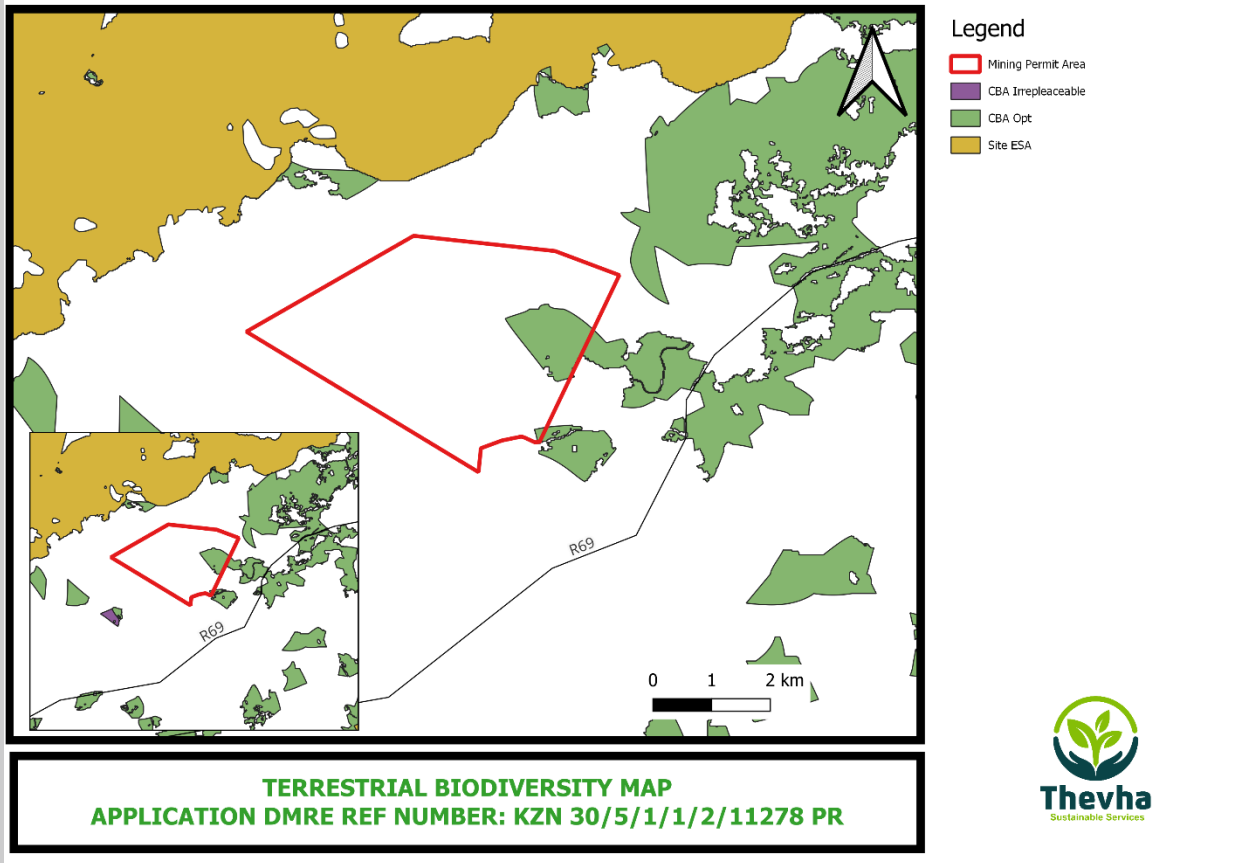 Legend
Mining Permit Area
CBA Irrepleaceable
CBA Opt
Site ESA
R69
R69
0 1 2 km
TERRESTRIAL BIODIVERSITY MAP
APPLICATION DMRE REF NUMBER: KZN 30/5/1/1/2/11278 PR
Thevha
Sustainable Services